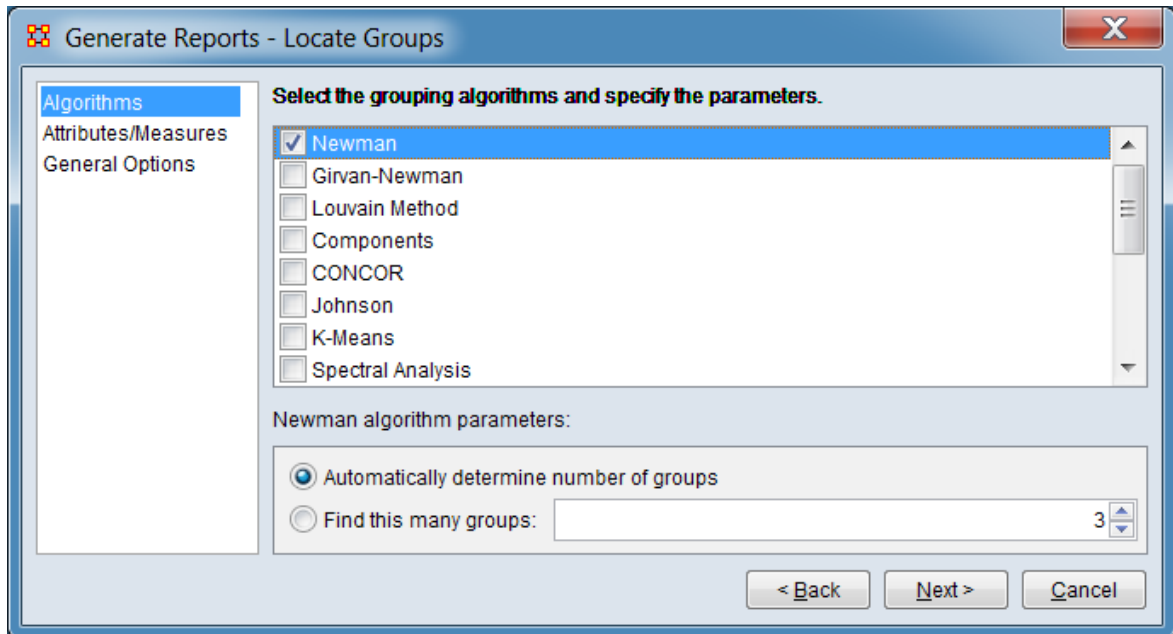 Generate Reports - Locate Groups
X
Algorithms
Attributes/Measures
General Options
Select the grouping algorithms and specify the parameters.
Newman
Girvan-Newman
Louvain Method
Components
CONCOR
Johnson
K-Means
Spectral Analysis
Newman algorithm parameters:
Automatically determine number of groups
Find this many groups: 3
< Back Next > Cancel